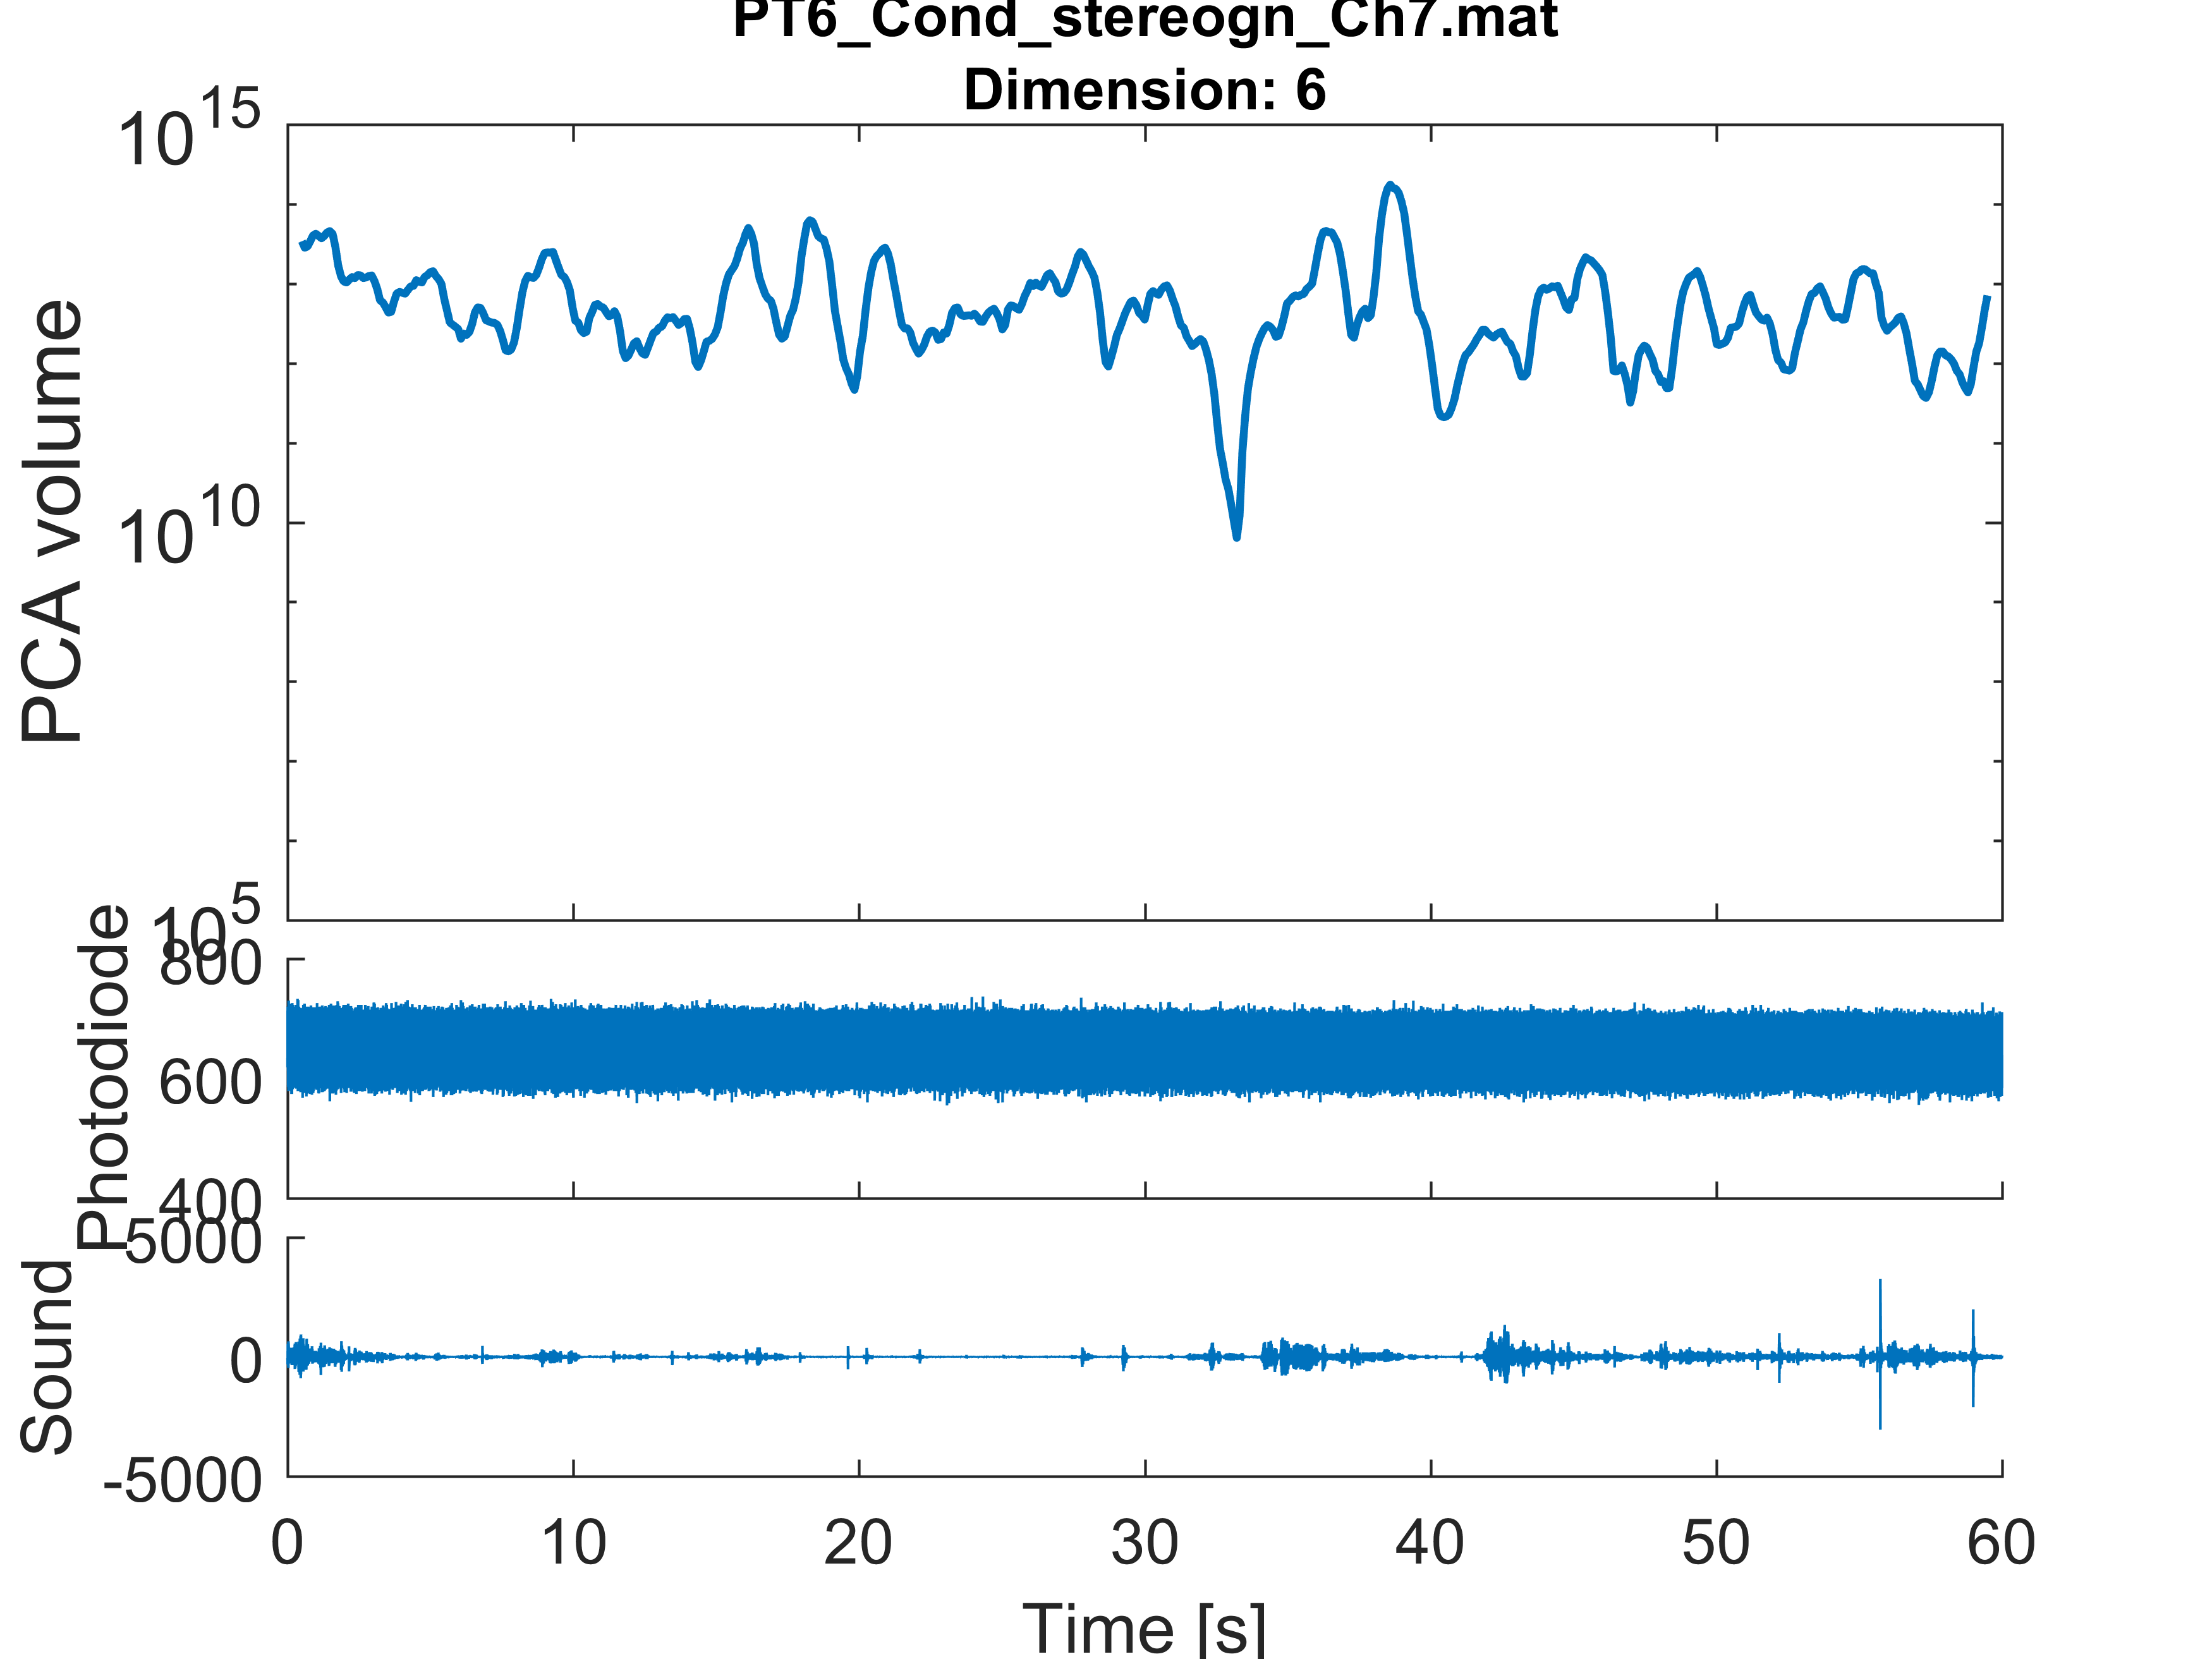 PT6_Cond_stereogn_Ch7.mat
Dimension: 6
10^15
10^10
10^5
PCA volume
800
600
400
Photodiode
5000
0
-5000
Sound
0 10 20 30 40 50 60
Time [s]